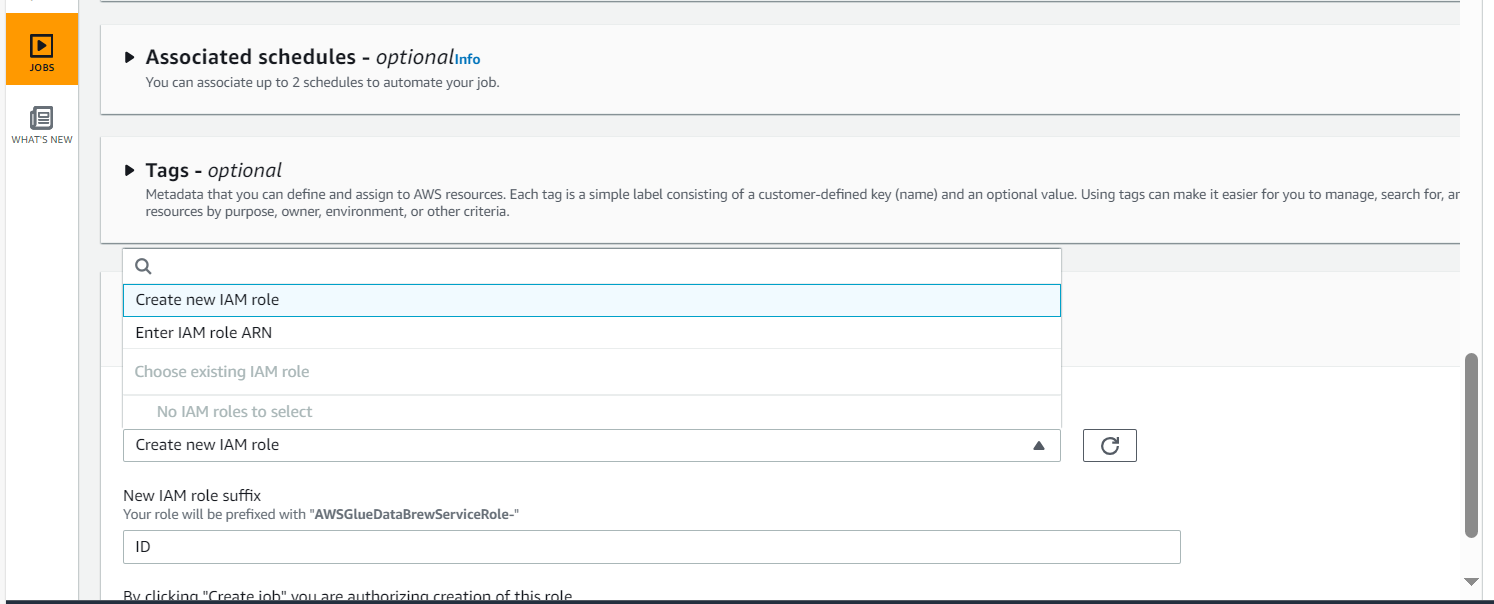 JOBS
WHAT'S NEW
Associated schedules - optional Info
You can associate up to 2 schedules to automate your job.
Tags - optional
Metadata that you can define and assign to AWS resources. Each tag is a simple label consisting of a customer-defined key (name) and an optional value. Using tags can make it easier for you to manage, search for,
resources by purpose, owner, environment, or other criteria.
Create new IAM role
Enter IAM role ARN
Choose existing IAM role
No IAM roles to select
Create new IAM role
New IAM role suffix
Your role will be prefixed with "AWSGlueDataBrewServiceRole-"
ID
By clicking "Create job" you are authorizing creation of this role